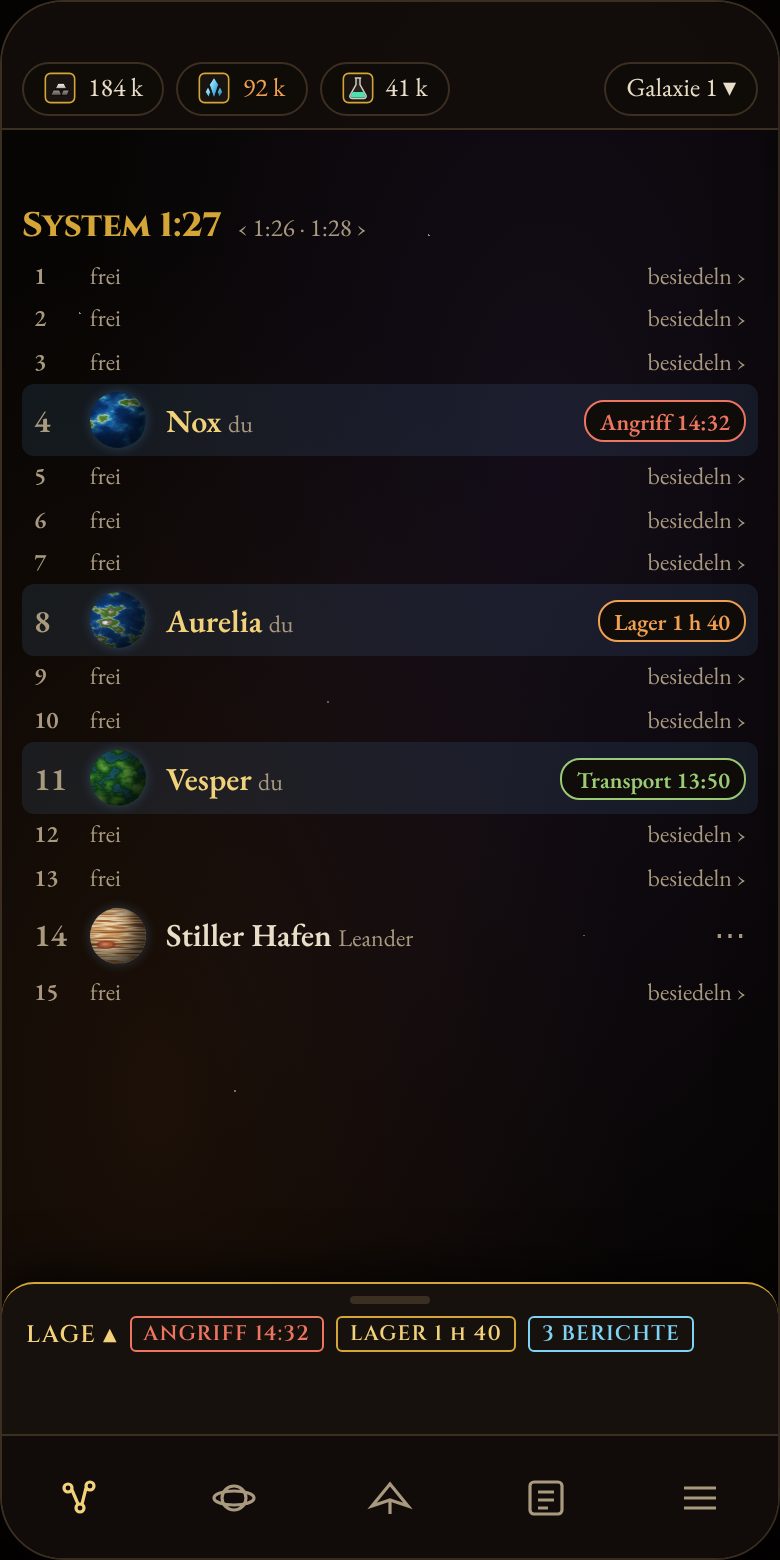 184 k 92 k 41 k Galaxie 1 ▼
System 1:27 ‹ 1:26 · 1:28 ›
1 frei besiedeln ›
2 frei besiedeln ›
3 frei besiedeln ›
4 Nox du Angriff 14:32
5 frei besiedeln ›
6 frei besiedeln ›
7 frei besiedeln ›
8 Aurelia du Lager 1 h 40
9 frei besiedeln ›
10 frei besiedeln ›
11 Vesper du Transport 13:50
12 frei besiedeln ›
13 frei besiedeln ›
14 Stiller Hafen Leander ...
15 frei besiedeln ›
LAGE ▲ ANGRIFF 14:32 LAGER 1 H 40 3 BERICHTE